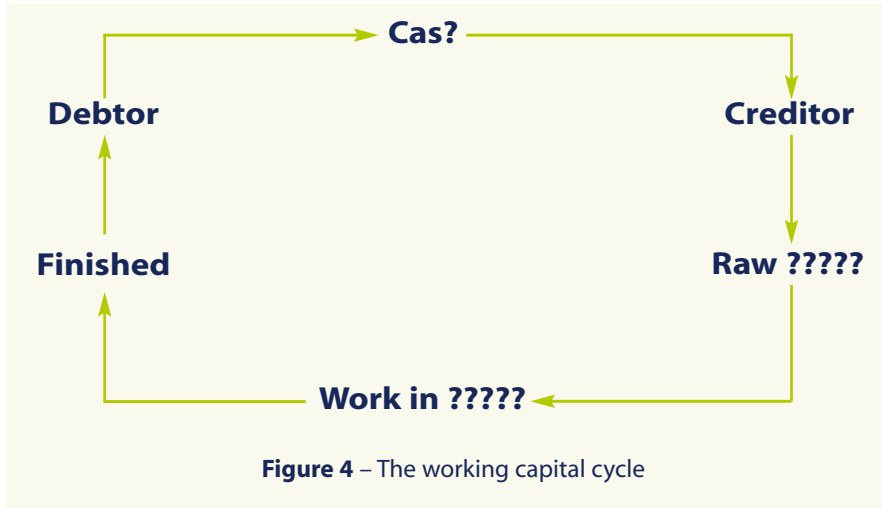 Cas?
Debtor
Creditor
Finished
Raw ?????
Work in ?????
Figure 4 – The working capital cycle